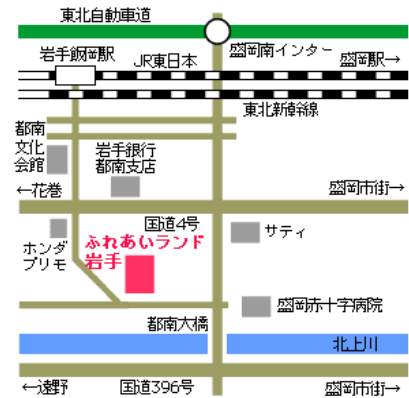 東北自動車道
盛岡南インター
岩手飯岡駅
JR東日本
盛岡駅→
東北新幹線
都南
文化
会館
岩手銀行
都南支店
←花巻
盛岡市街→
国道4号
サティ
ホンダ
プリモ
ふれあいランド
岩手
盛岡赤十字病院
都南大橋
北上川
←遠野
国道396号
盛岡市街→